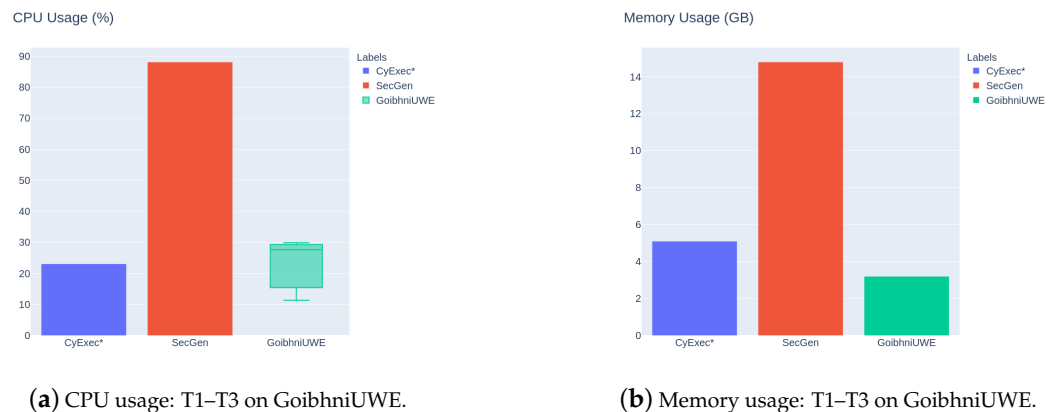 CPU Usage (%)
90
80
70
60
50
40
30
20
10
0
CyExec*
SecGen
GoibhniUWE
Labels
CyExec*
SecGen
GoibhniUWE
(a) CPU usage: T1–T3 on GoibhniUWE.
Memory Usage (GB)
14
12
10
8
6
4
2
0
CyExec*
SecGen
GoibhniUWE
Labels
CyExec*
SecGen
GoibhniUWE
(b) Memory usage: T1–T3 on GoibhniUWE.